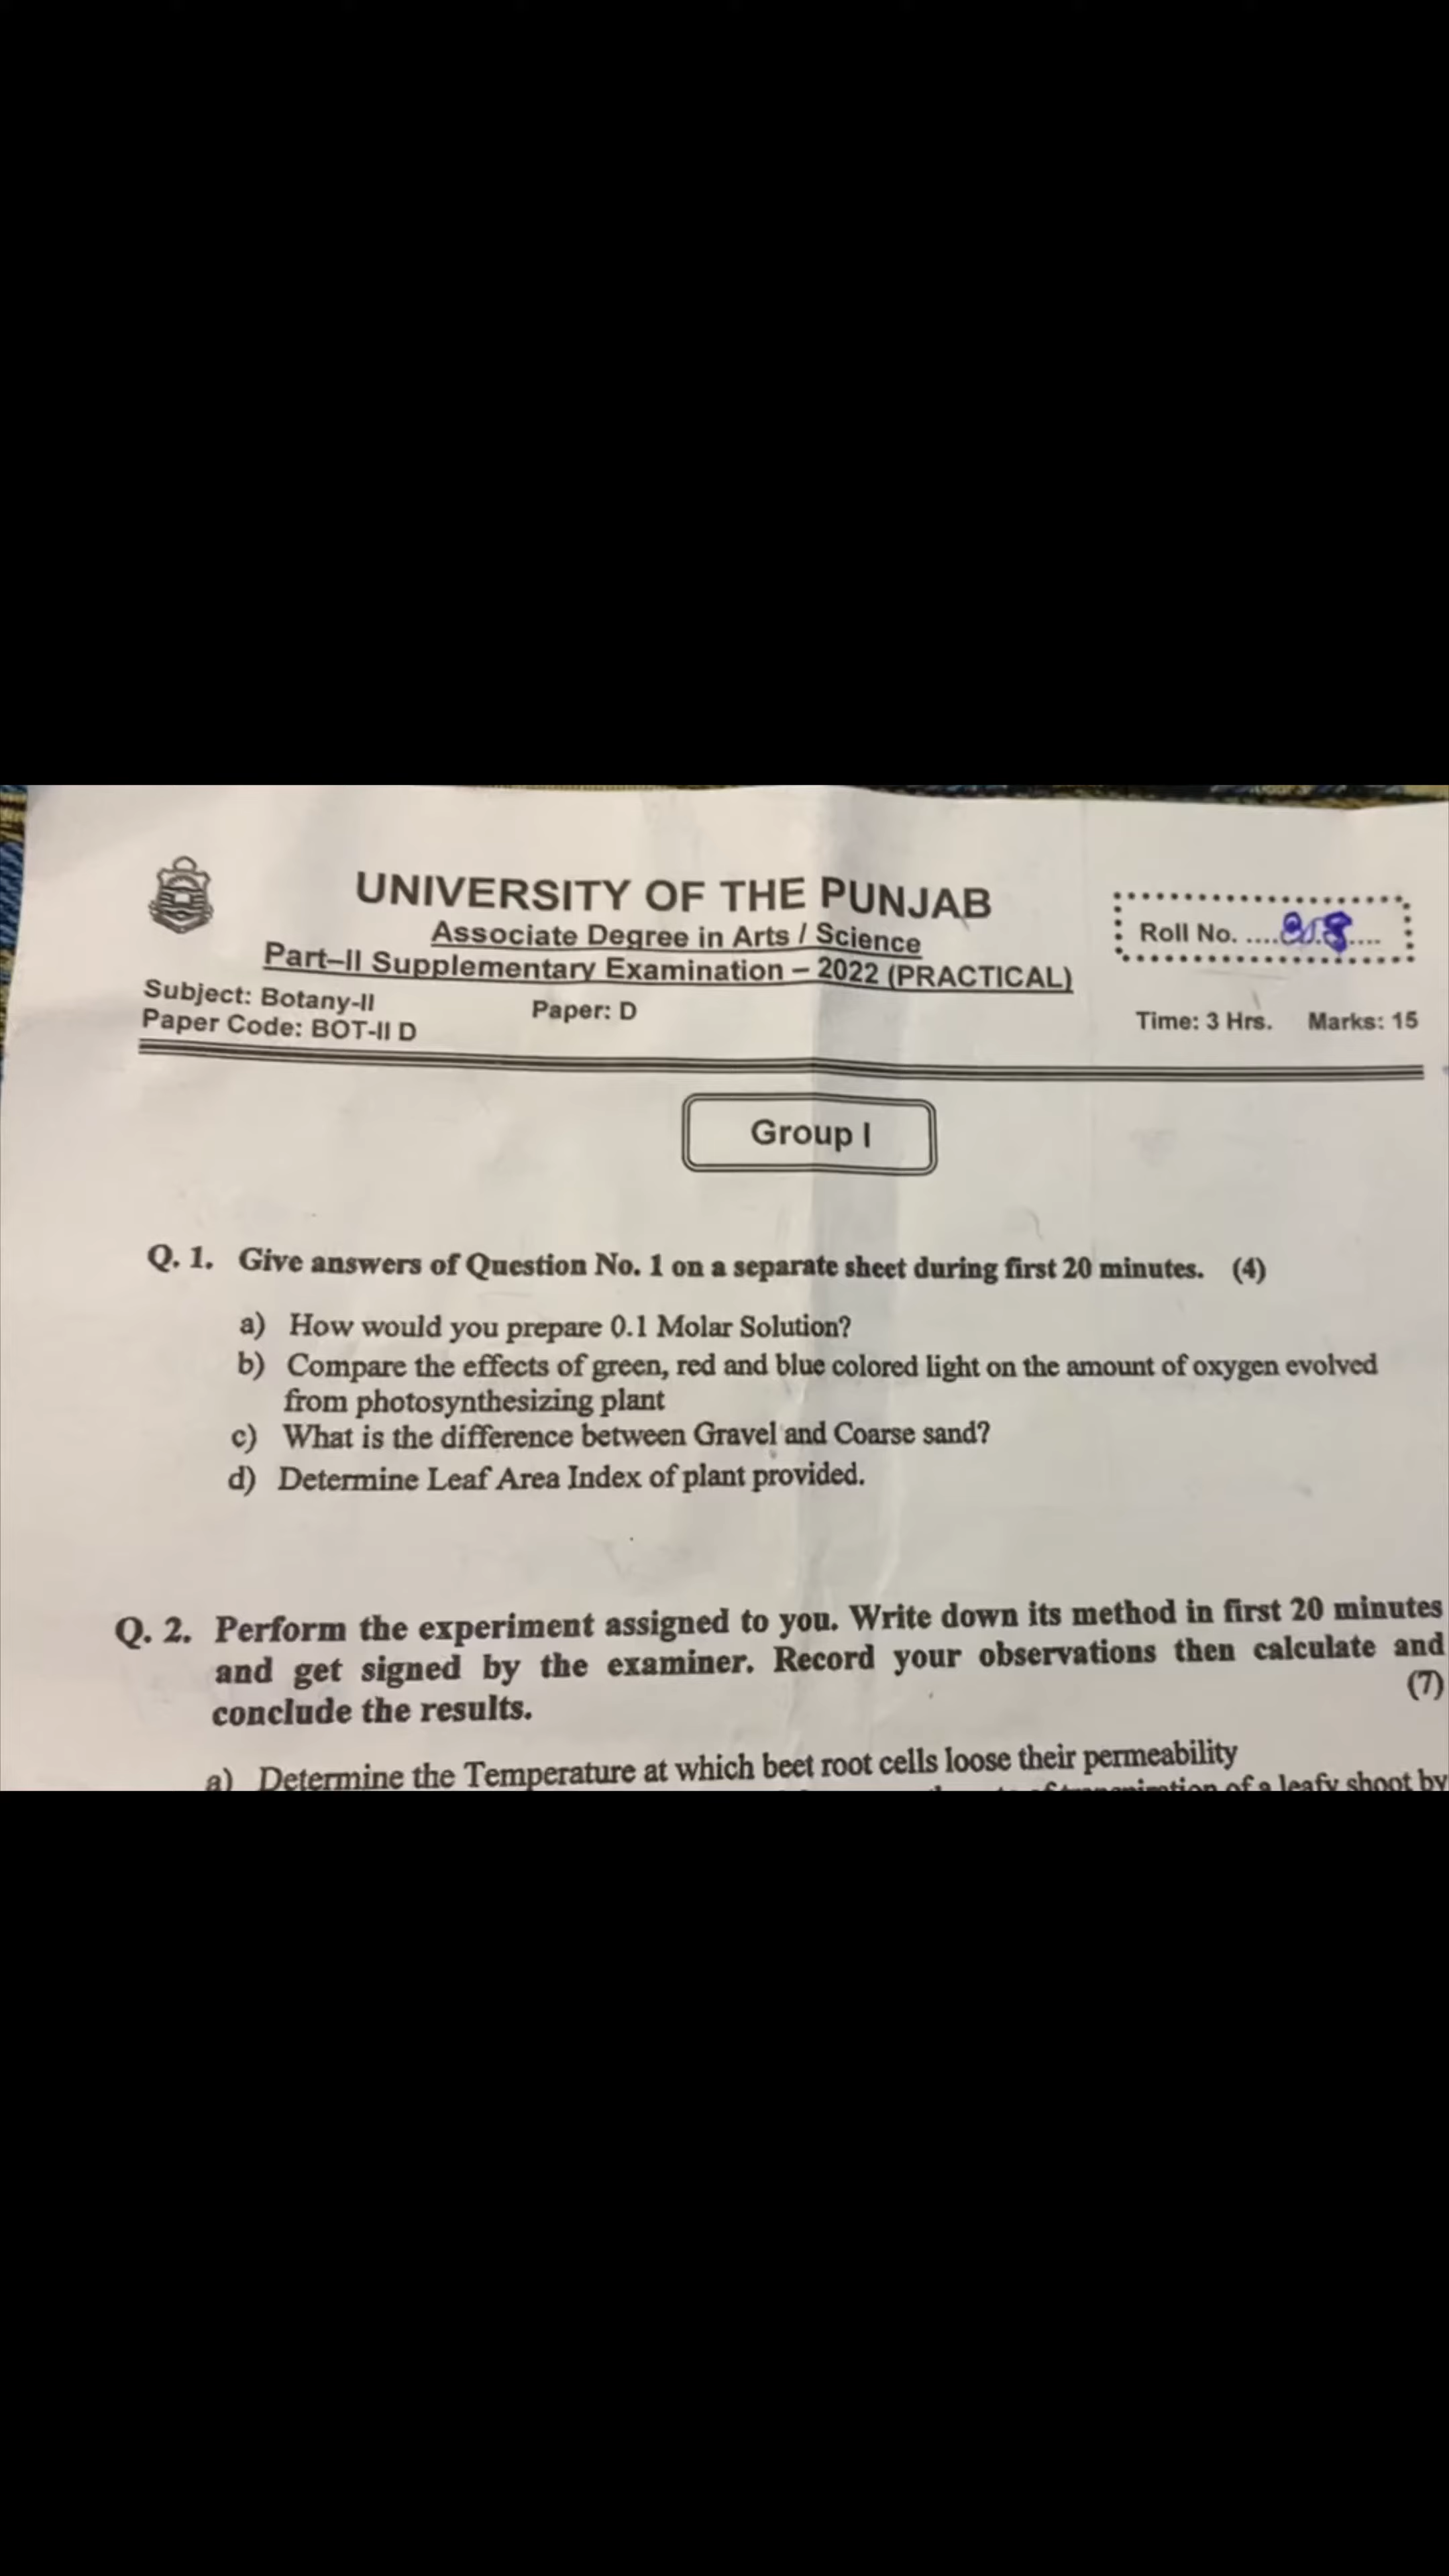 UNIVERSITY OF THE PUNJAB
Associate Degree in Arts / Science
Part–II Supplementary Examination – 2022 (PRACTICAL)
Roll No. ............
Subject: Botany-II
Paper: D
Paper Code: BOT-II D
Time: 3 Hrs. Marks: 15
Group I
Q. 1. Give answers of Question No. 1 on a separate sheet during first 20 minutes. (4)
a) How would you prepare 0.1 Molar Solution?
b) Compare the effects of green, red and blue colored light on the amount of oxygen evolved
from photosynthesizing plant
c) What is the difference between Gravel and Coarse sand?
d) Determine Leaf Area Index of plant provided.
Q. 2. Perform the experiment assigned to you. Write down its method in first 20 minutes
and get signed by the examiner. Record your observations then calculate and
conclude the results. (7)
a) Determine the Temperature at which beet root cells loose their permeability
of a leafy shoot by